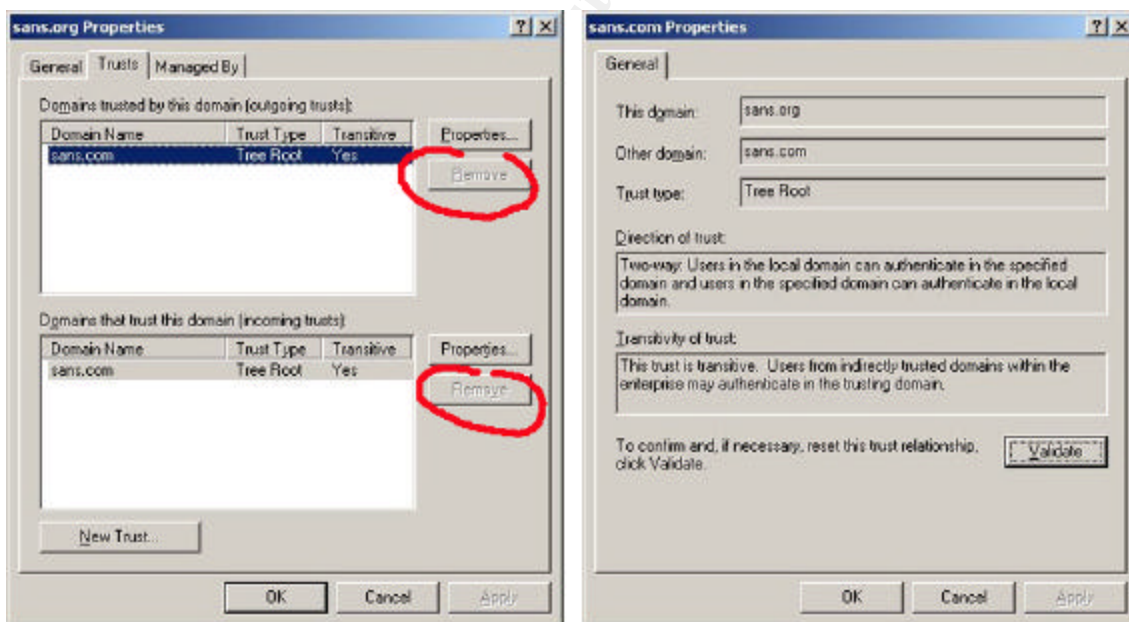 sans.org Properties
General Trusts Managed By
Domains trusted by this domain (outgoing trusts):
Domain Name Trust Type Transitive
sans.com Tree Root Yes
Properties...
Remove
Domains that trust this domain (incoming trusts):
Domain Name Trust Type Transitive
sans.com Tree Root Yes
Properties...
Remove
New Trust...
OK Cancel Apply
sans.com Properties
General
This domain: sans.org
Other domain: sans.com
Trust type: Tree Root
Direction of trust:
Two-way: Users in the local domain can authenticate in the specified
domain and users in the specified domain can authenticate in the local
domain.
Transitivity of trust:
This trust is transitive. Users from indirectly trusted domains within the
enterprise may authenticate in the trusting domain.
To confirm and, if necessary, reset this trust relationship,
click Validate.
Validate
OK Cancel Apply